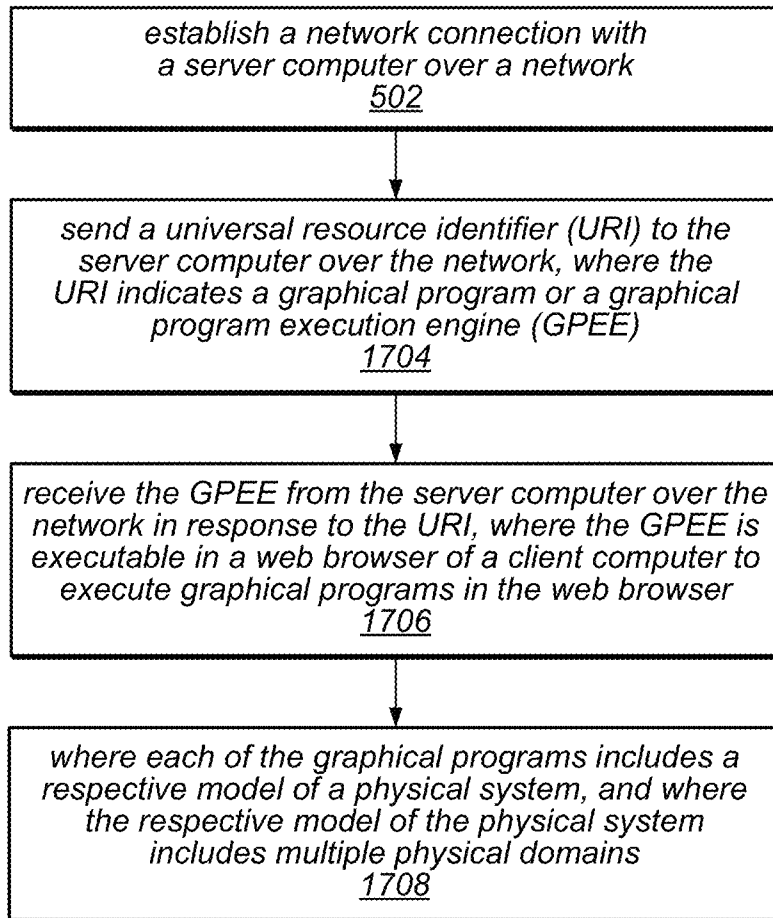 establish a network connection with
a server computer over a network
502
send a universal resource identifier (URI) to the
server computer over the network, where the
URI indicates a graphical program or a graphical
program execution engine (GPEE)
1704
receive the GPEE from the server computer over the
network in response to the URI, where the GPEE is
executable in a web browser of a client computer to
execute graphical programs in the web browser
1706
where each of the graphical programs includes a
respective model of a physical system, and where
the respective model of the physical system
includes multiple physical domains
1708